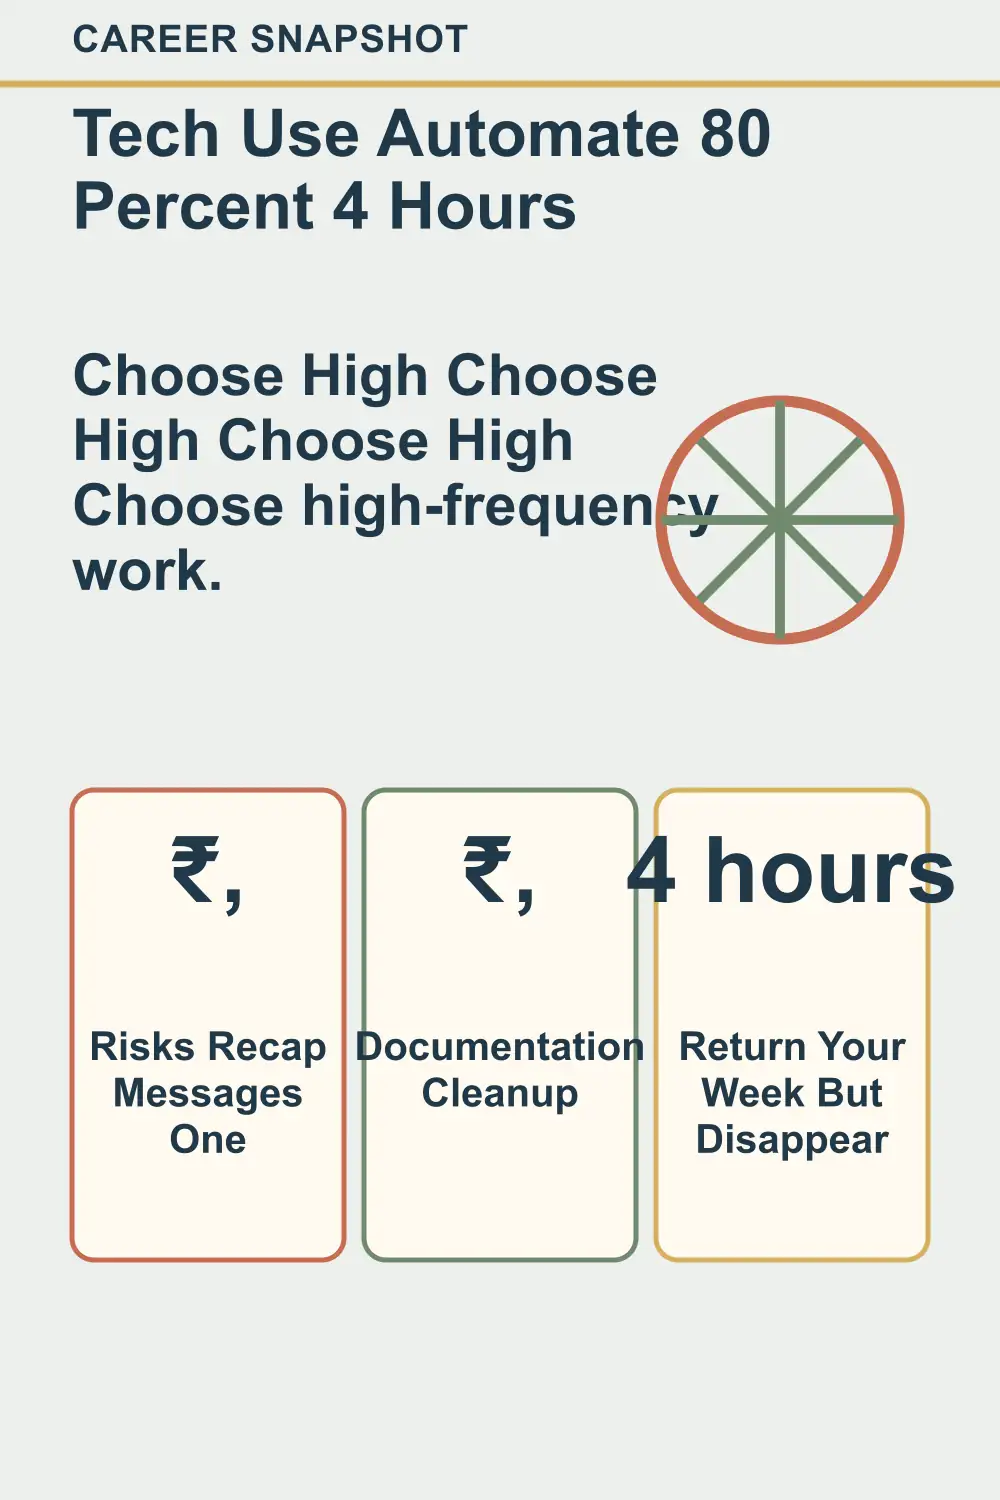 CAREER SNAPSHOT
Tech Use Automate 80
Percent 4 Hours
Choose High Choose
High Choose High
Choose high-frequency
work.
₹,
Risks Recap
Messages
One
₹,
Documentation
Cleanup
4 hours
Return Your
Week But
Disappear